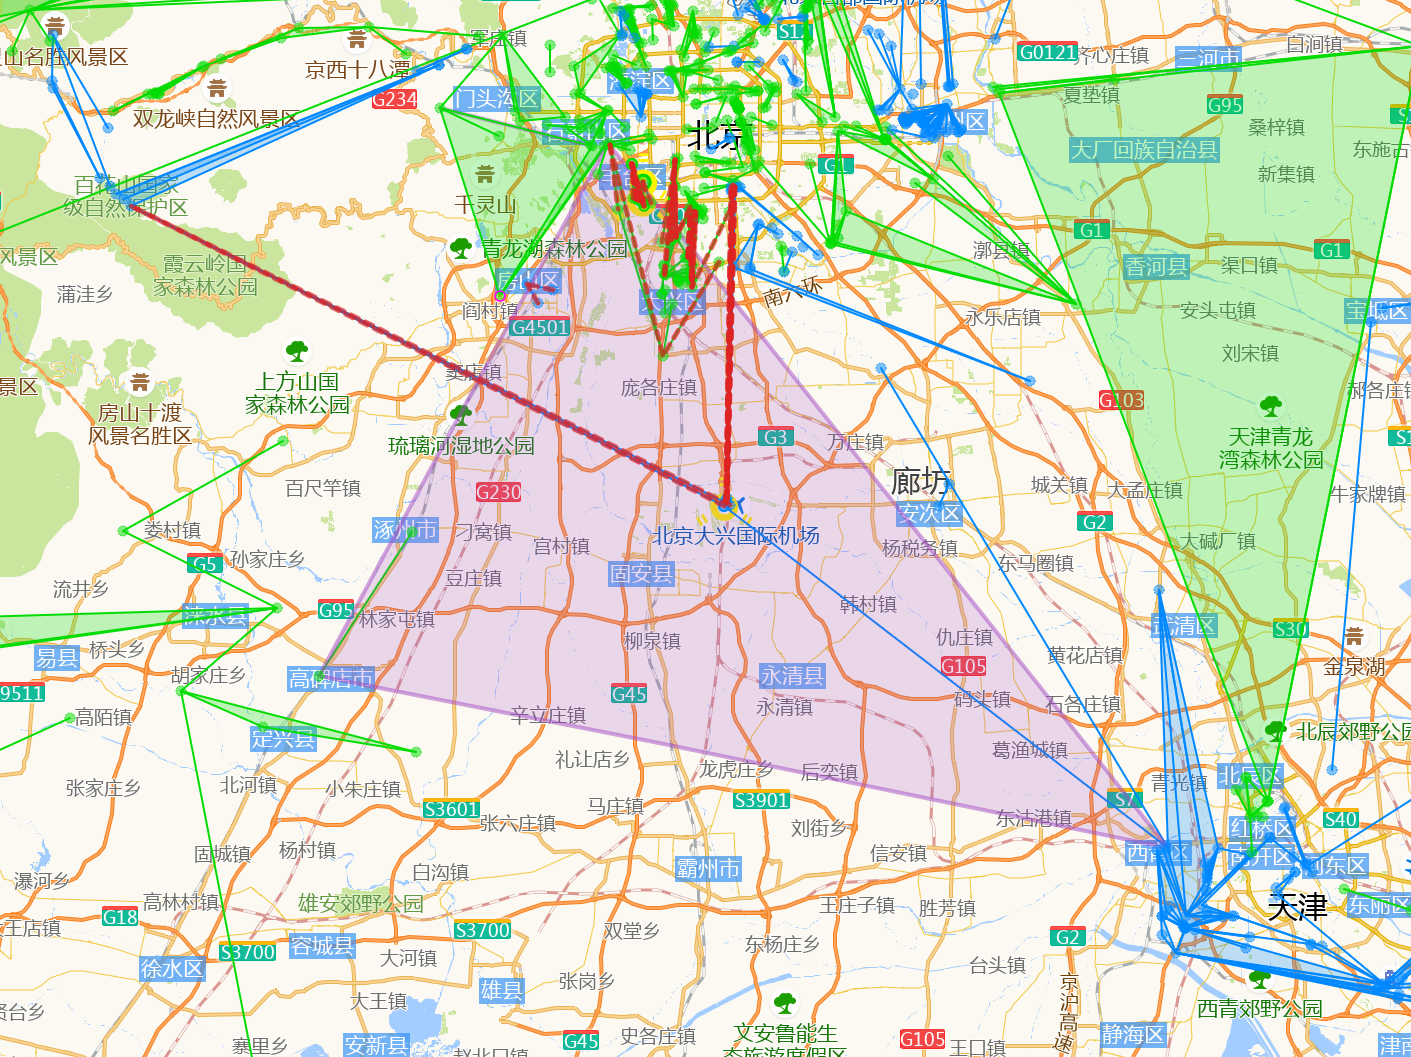 军庄镇
S1
G0121
齐心庄镇
白涧镇
三河市
山名胜风景区
京西十八潭
G234
海淀区
门头沟区
夏垫镇
G95
双龙峡自然风景区
北京
桑梓镇
大厂回族自治县
东施古
G1
新集镇
百花山国家
级自然保护区
千灵山
G1
G1
风景区
霞云岭国
家森林公园
青龙湖森林公园
漷县镇
香河县
渠口镇
蒲洼乡
房山区
大兴区
南六环
阎村镇
G4501
永乐店镇
安头屯镇
宝坻区
刘宋镇
上方山国
家森林公园
窦店镇
庞各庄镇
景区
G103
郝各庄镇
房山十渡
风景名胜区
琉璃河湿地公园
G3
万庄镇
天津青龙
湾森林公园
百尺竿镇
G230
廊坊
城关镇
大孟庄镇
牛家牌镇
娄村镇
涿州市
刁窝镇
宫村镇
北京大兴国际机场
安次区
G2
大碱厂镇
G5
孙家庄乡
杨税务镇
东马圈镇
流井乡
豆庄镇
固安县
涞水县
G95
林家屯镇
韩村镇
武清区
S30
易县
桥头乡
柳泉镇
仇庄镇
黄花店镇
金泉湖
胡家庄乡
高碑店市
G45
永清县
G105
9511
高陌镇
辛立庄镇
永清镇
码头镇
石各庄镇
定兴县
葛渔城镇
北辰郊野公园
礼让店乡
龙虎庄乡
后奕镇
青光镇
北辰区
张家庄乡
北河镇
小朱庄镇
S3601
马庄镇
S3901
S7
张六庄镇
刘街乡
东沽港镇
红桥区
S40
固城镇
杨村镇
信安镇
西青区
南开区
河东区
瀑河乡
白沟镇
霸州市
高林村镇
雄安郊野公园
王庄子镇
胜芳镇
天津
东丽区
G18
王店镇
S3700
S3700
容城县
双堂乡
东杨庄乡
G2
徐水区
大河镇
台头镇
张岗乡
雄县
京沪高速
西青郊野公园
大王镇
贤台乡
文安鲁能生
态旅游度假区
史各庄镇
G45
G105
静海区
寨里乡
安新县
赵北口镇
王口镇
津南